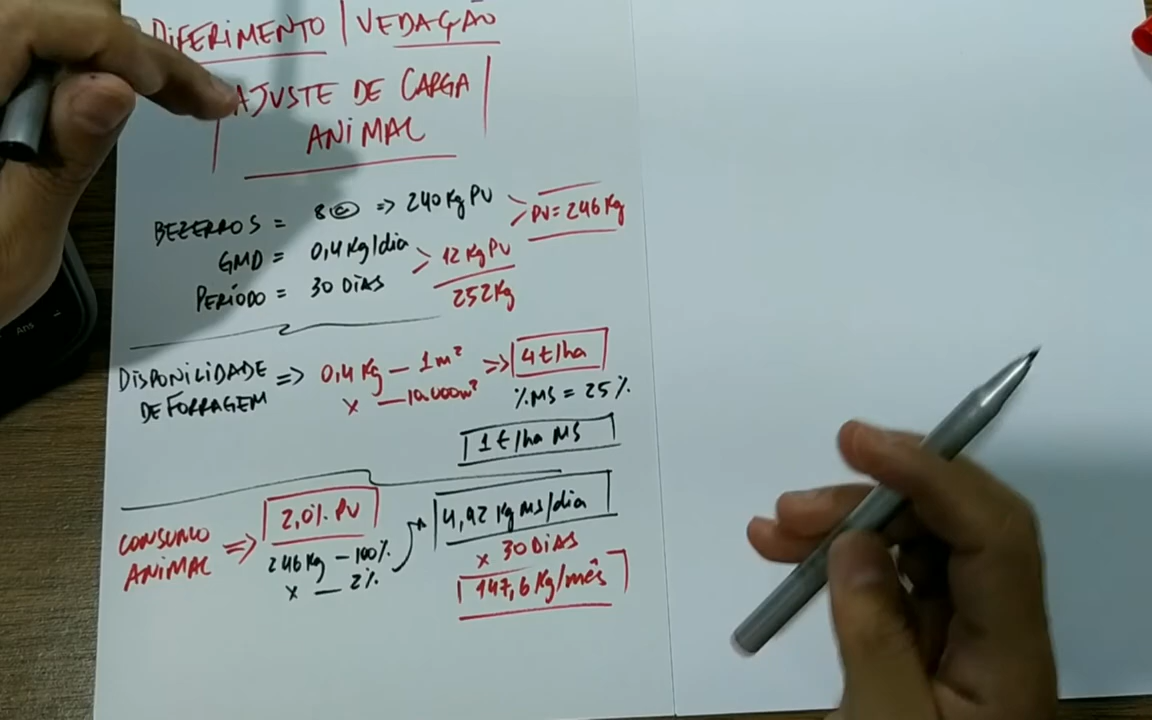 DIFERIMENTO | VEDAÇÃO
AJUSTE DE CARGA
ANIMAL
BEZERROS = 8 @ => 240 Kg PV
PV = 246 Kg
GMD = 0,4 Kg/dia
12 Kg PV
PERÍODO = 30 DIAS
252 Kg
DISPONILIDADE DE FORRAGEM => 0,4 Kg — 1 m² => 4 t/ha
x — 10.000 m²
%MS = 25%
1 t/ha MS
CONSUMO ANIMAL => 2,0% PV
246 Kg — 100%
x — 2%
4,92 Kg MS/dia
x 30 DIAS
147,6 Kg/mês
Ans